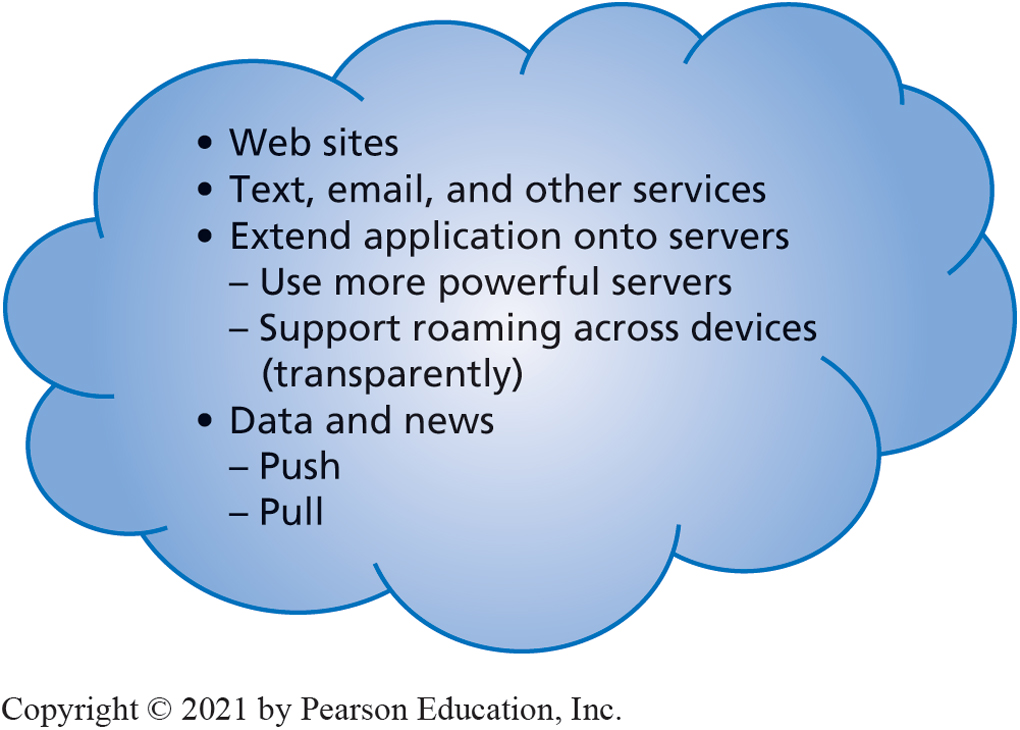 • Web sites
• Text, email, and other services
• Extend application onto servers
– Use more powerful servers
– Support roaming across devices
(transparently)
• Data and news
– Push
– Pull
Copyright © 2021 by Pearson Education, Inc.